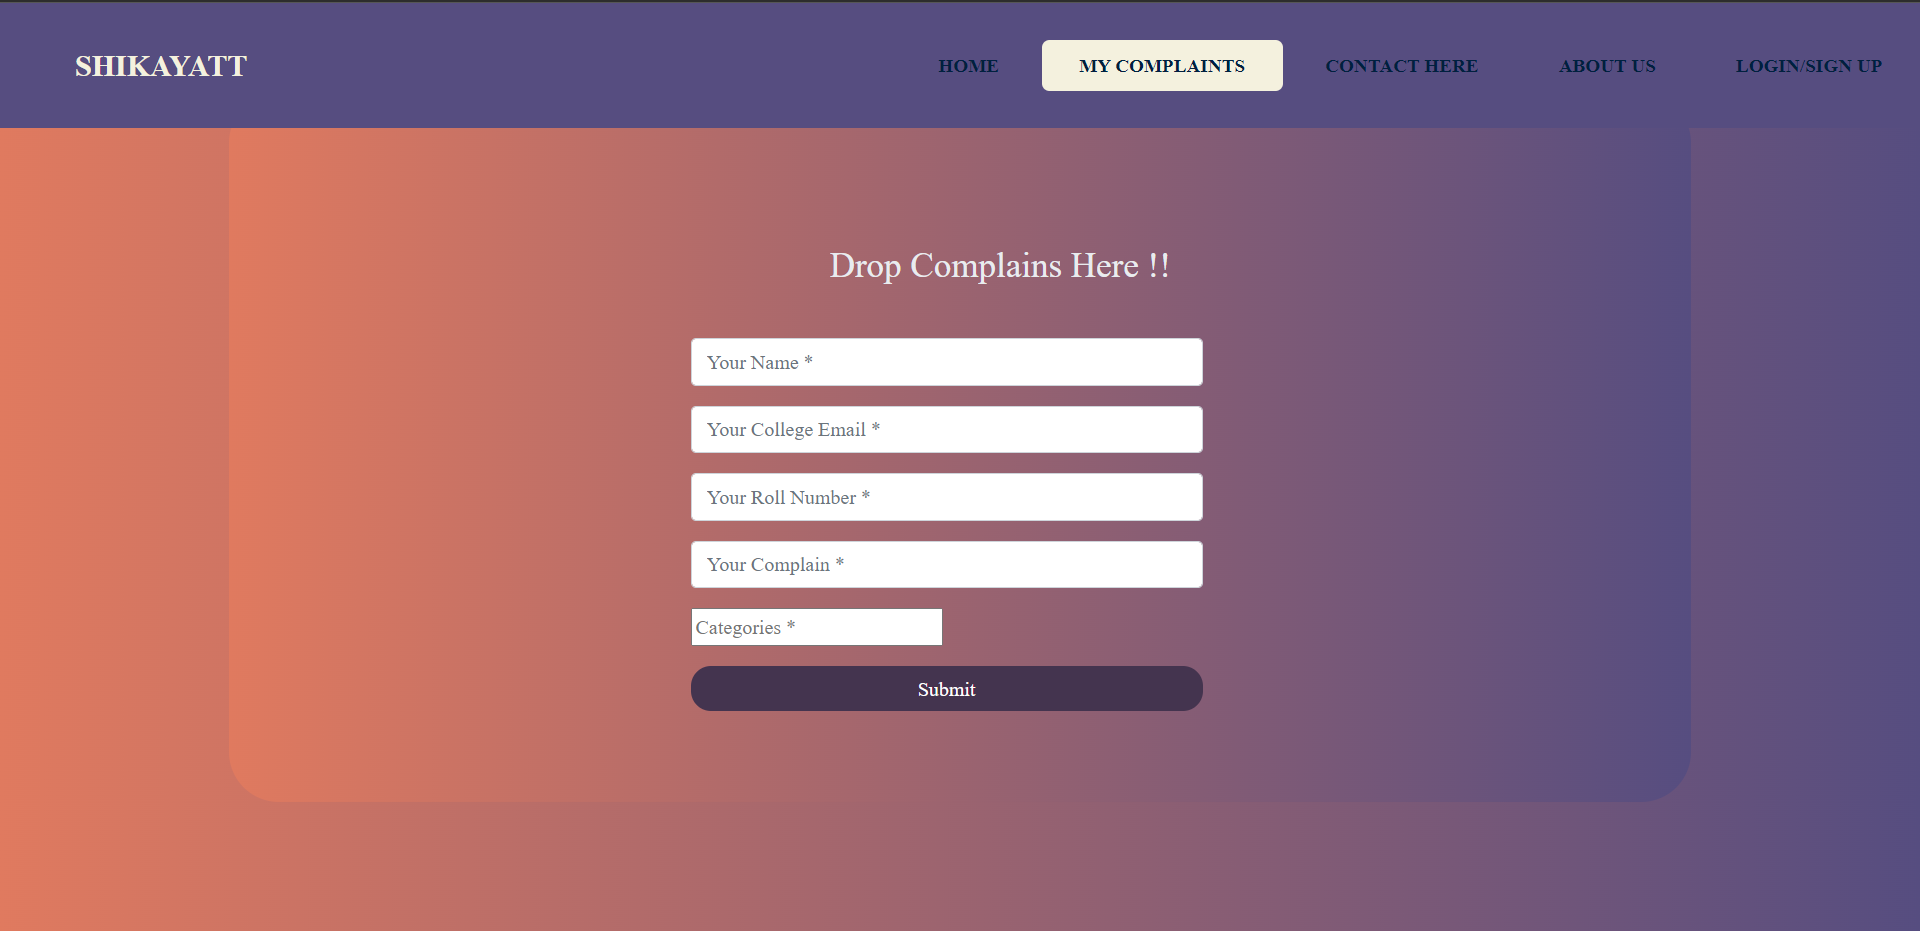 SHIKAYATT
HOME MY COMPLAINTS CONTACT HERE ABOUT US LOGIN/SIGN UP
Drop Complains Here !!
Your Name *
Your College Email *
Your Roll Number *
Your Complain *
Categories *
Submit